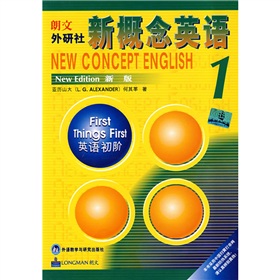 朗文
外研社
新概念英语
NEW CONCEPT ENGLISH
New Edition 新 版
1
亚历山大 (L. G. ALEXANDER) 何其莘 著
First
Things First
英语初阶
外语教学与研究出版社
LONGMAN 朗文